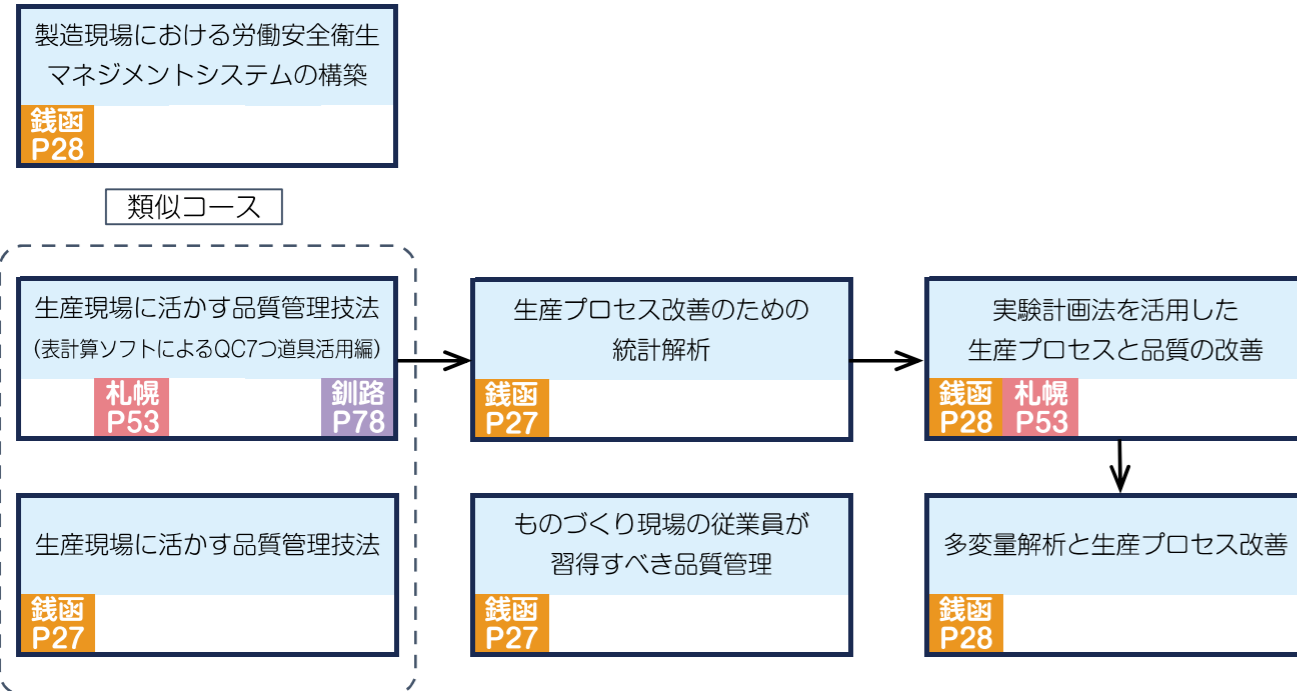 製造現場における労働安全衛生
マネジメントシステムの構築
銭函
P28
類似コース
生産現場に活かす品質管理技法
(表計算ソフトによるQC7つ道具活用編)
札幌
P53
釧路
P78
生産プロセス改善のための
統計解析
銭函
P27
実験計画法を活用した
生産プロセスと品質の改善
銭函
P28
札幌
P53
生産現場に活かす品質管理技法
銭函
P27
ものづくり現場の従業員が
習得すべき品質管理
銭函
P27
多変量解析と生産プロセス改善
銭函
P28